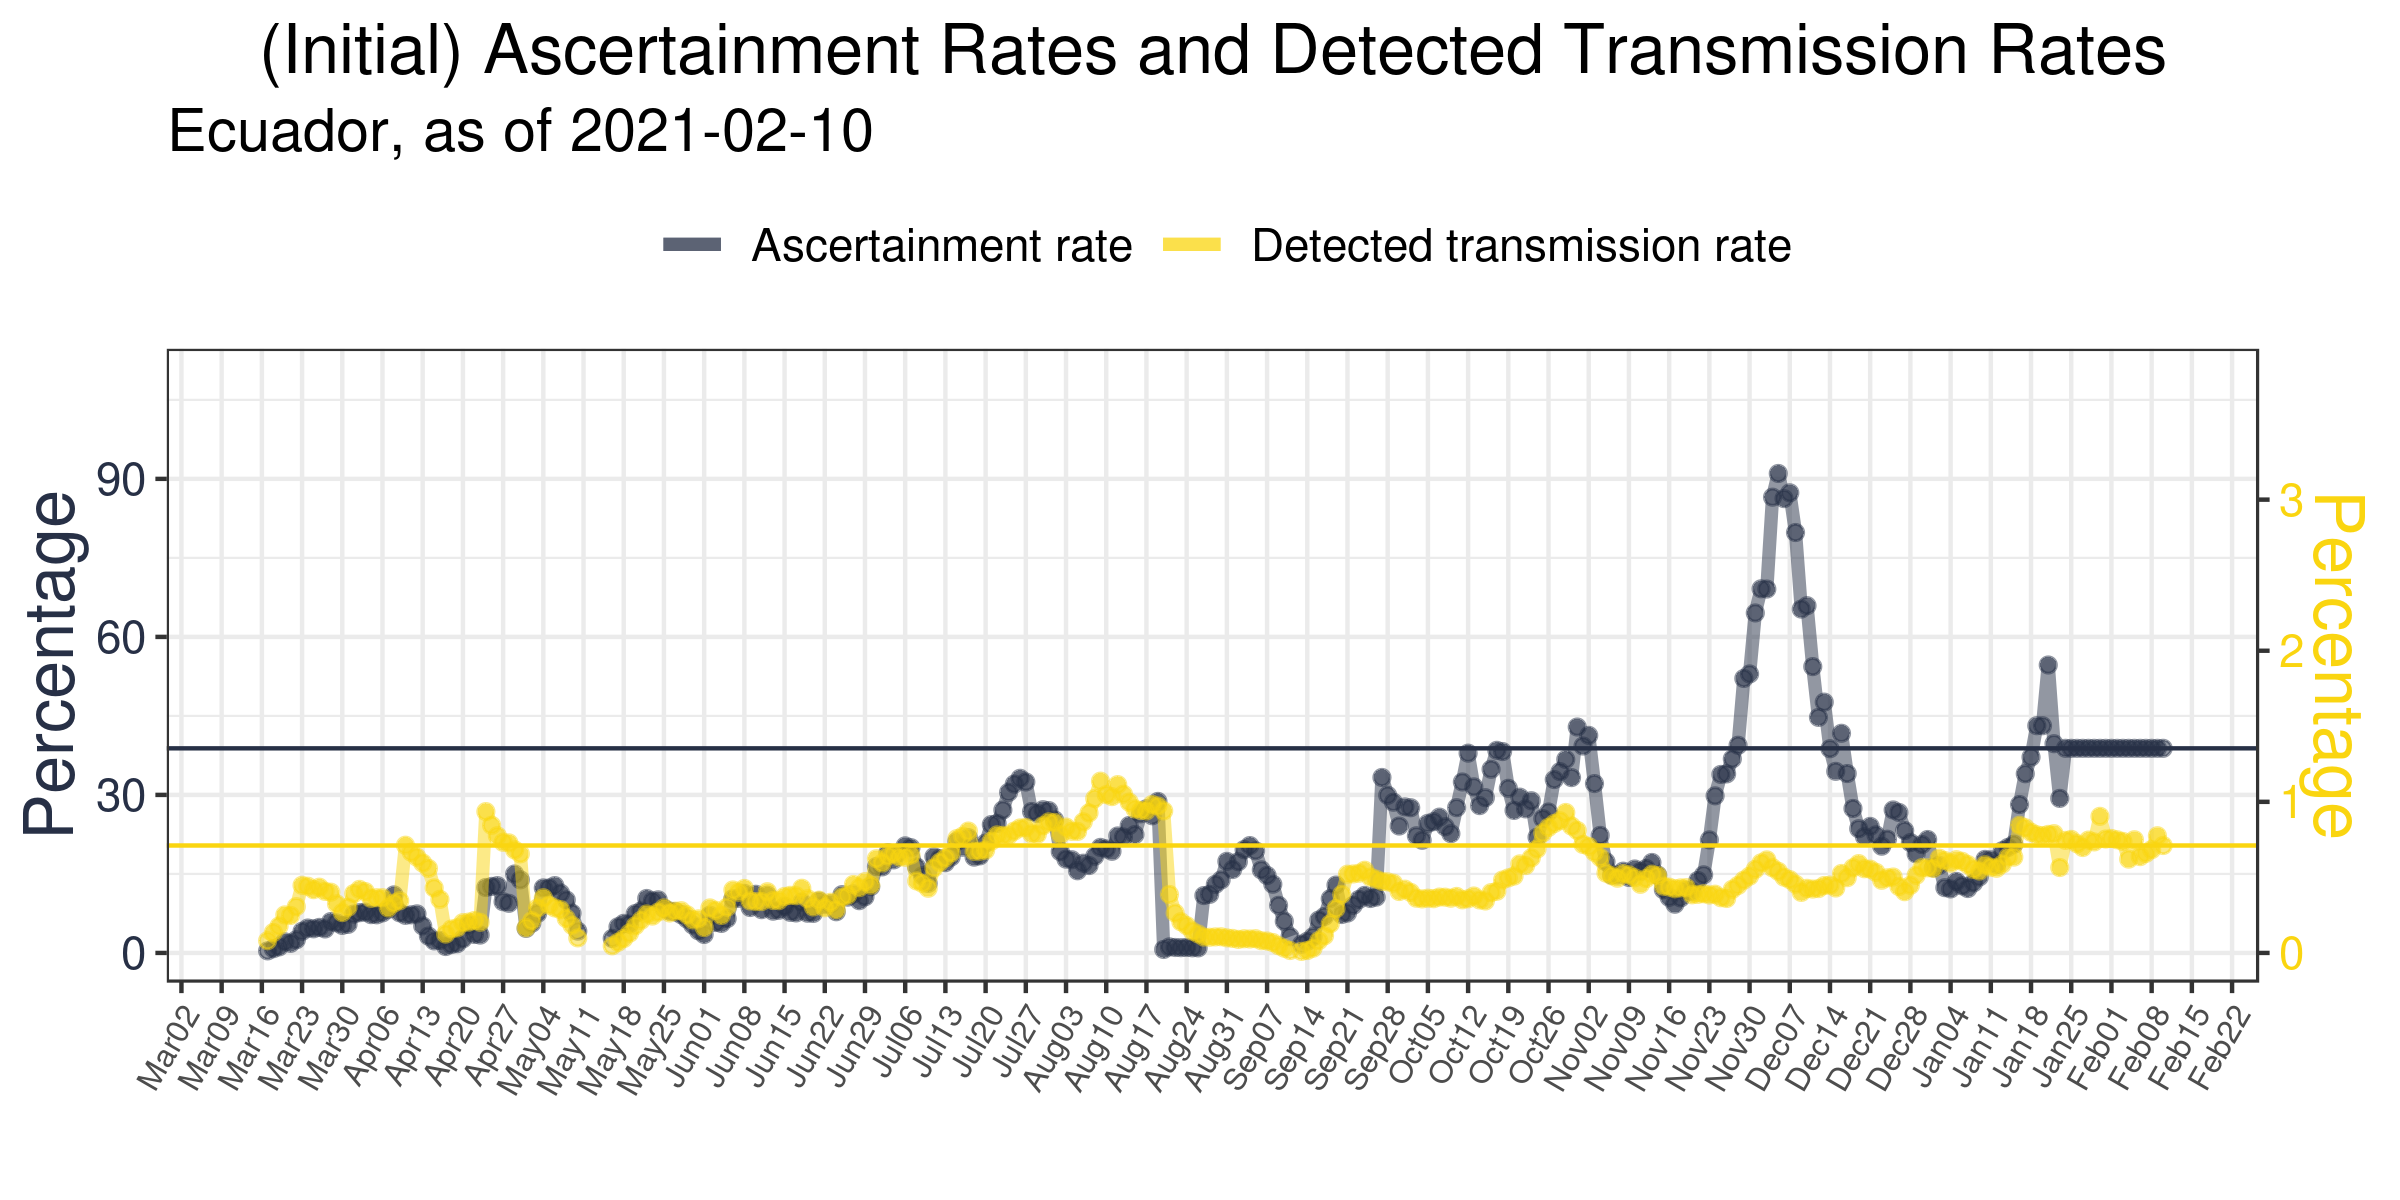 (Initial) Ascertainment Rates and Detected Transmission Rates
Ecuador, as of 2021-02-10
Ascertainment rate Detected transmission rate
Percentage
90
60
30
0
3
2
1
0
Percentage
Mar02 Mar09 Mar16 Mar23 Mar30 Apr06 Apr13 Apr20 Apr27 May04 May11 May18 May25 Jun01 Jun08 Jun15 Jun22 Jun29 Jul06 Jul13 Jul20 Jul27 Aug03 Aug10 Aug17 Aug24 Aug31 Sep07 Sep14 Sep21 Sep28 Oct05 Oct12 Oct19 Oct26 Nov02 Nov09 Nov16 Nov23 Nov30 Dec07 Dec14 Dec21 Dec28 Jan04 Jan11 Jan18 Jan25 Feb01 Feb08 Feb15 Feb22